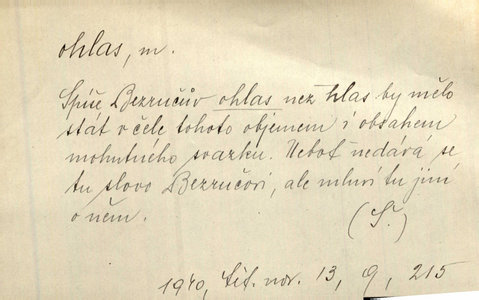 ohlas, m.
Spíše Bezručův ohlas než hlas by mělo
stát v čele tohoto objemem i obsahem
mohutného svazku. Neboť nedává se
tu slovo Bezručovi, ale mluví tu jiní
o něm.
(Š.)
1940, Lit. nov. 13, 9, 215